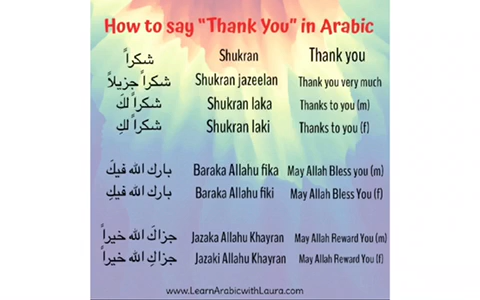 How to say “Thank You” in Arabic
شكراً Shukran Thank you
شكراً جزيلاً Shukran jazeelan Thank you very much
شكراً لكَ Shukran laka Thanks to you (m)
شكراً لكِ Shukran laki Thanks to you (f)
بارك الله فيكَ Baraka Allahu fika May Allah Bless you (m)
بارك الله فيكِ Baraka Allahu fiki May Allah Bless You (f)
جزاكَ الله خيراً Jazaka Allahu Khayran May Allah Reward You (m)
جزاكِ الله خيراً Jazaki Allahu Khayran May Allah Reward You (f)
www.LearnArabicwithLaura.com